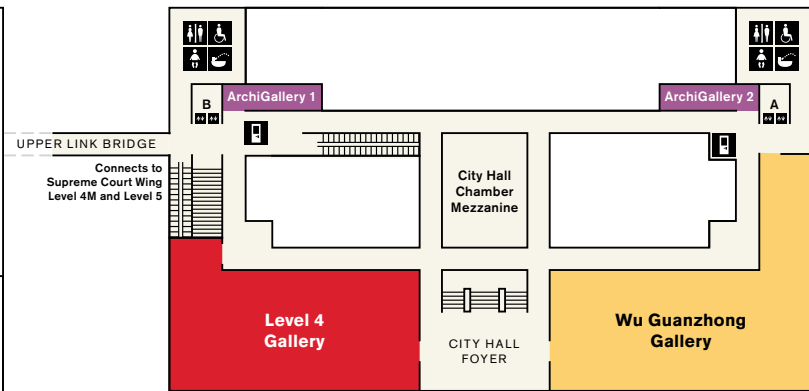 B
ArchiGallery 1
ArchiGallery 2
A
UPPER LINK BRIDGE
Connects to
Supreme Court Wing
Level 4M and Level 5
City Hall
Chamber
Mezzanine
Level 4
Gallery
CITY HALL
FOYER
Wu Guanzhong
Gallery